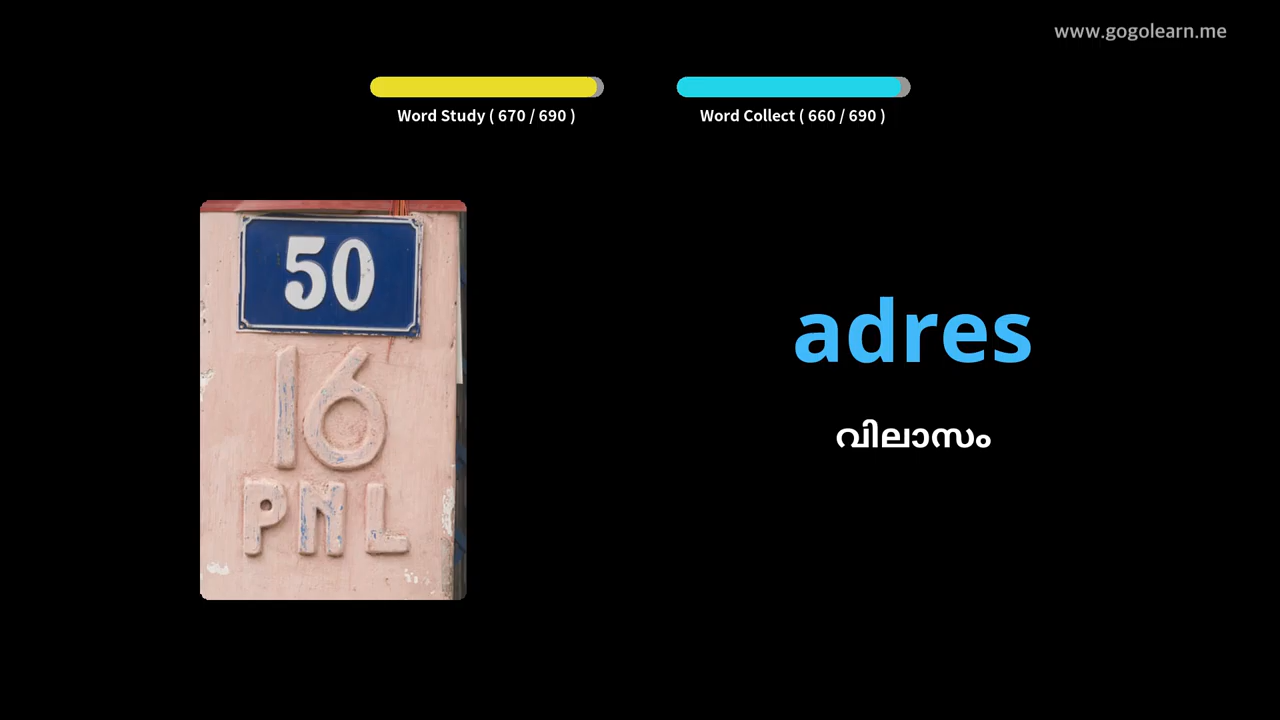 www.gogolearn.me
Word Study ( 670 / 690 )
Word Collect ( 660 / 690 )
50
16
PNL
adres
വിലാസം